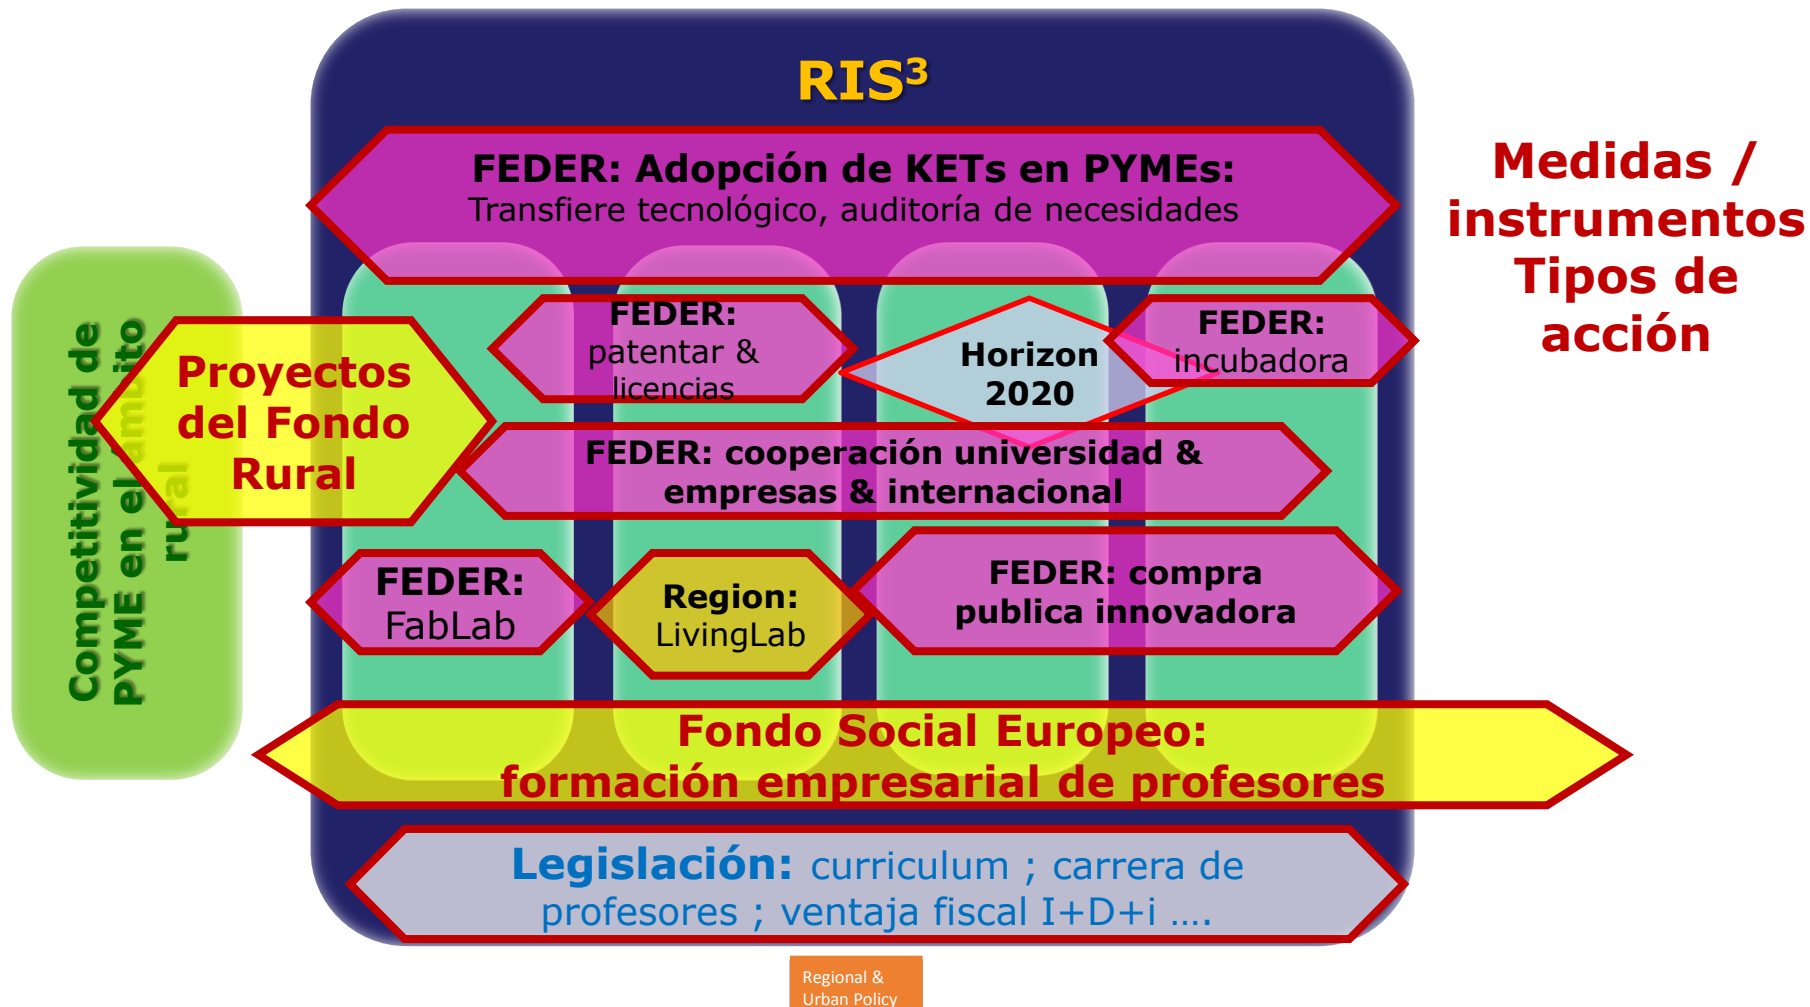 RIS³
FEDER: Adopción de KETs en PYMEs:
Transfiere tecnológico, auditoría de necesidades
Medidas /
instrumentos
Tipos de
acción
Competitividad de
PYME en el ámbito
rural
Proyectos
del Fondo
Rural
FEDER:
patentar &
licencias
Horizon
2020
FEDER:
incubadora
FEDER: cooperación universidad &
empresas & internacional
FEDER:
FabLab
Region:
LivingLab
FEDER: compra
publica innovadora
Fondo Social Europeo:
formación empresarial de profesores
Legislación: curriculum ; carrera de
profesores ; ventaja fiscal I+D+i ....
Regional &
Urban Policy